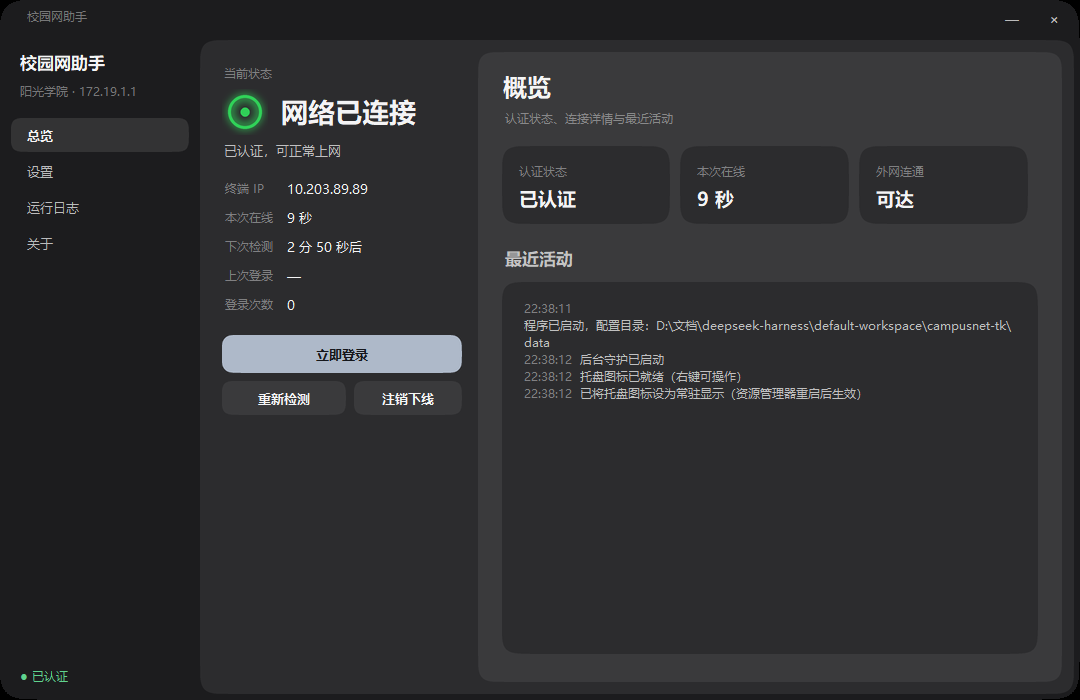 校园网助手
— ×
校园网助手
阳光学院 · 172.19.1.1
总览
设置
运行日志
关于
● 已认证
当前状态
网络已连接
已认证，可正常上网
终端 IP 10.203.89.89
本次在线 9 秒
下次检测 2 分 50 秒后
上次登录 —
登录次数 0
立即登录
重新检测 注销下线
概览
认证状态、连接详情与最近活动
认证状态
已认证
本次在线
9 秒
外网连通
可达
最近活动
22:38:11
程序已启动，配置目录：D:\文档\deepseek-harness\default-workspace\campusnet-tk\
data
22:38:12 后台守护已启动
22:38:12 托盘图标已就绪（右键可操作）
22:38:12 已将托盘图标设为常驻显示（资源管理器重启后生效）